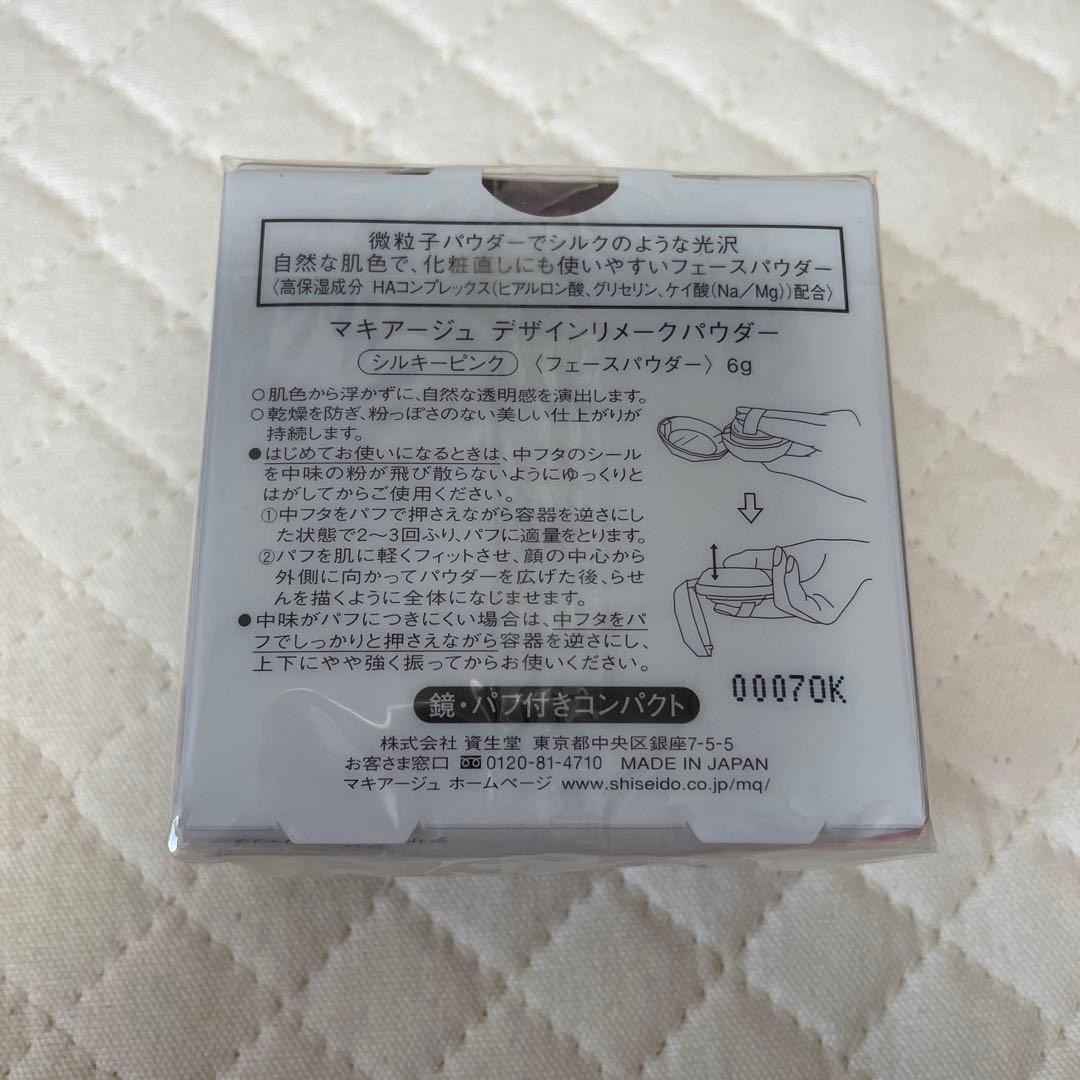 微粒子パウダーでシルクのような光沢
自然な肌色で、化粧直しにも使いやすいフェースパウダー
〈高保湿成分 HAコンプレックス(ヒアルロン酸、グリセリン、ケイ酸(Na/Mg))配合〉
マキアージュ デザインリメークパウダー
シルキーピンク 〈フェースパウダー〉 6g
○肌色から浮かずに、自然な透明感を演出します。
○乾燥を防ぎ、粉っぽさのない美しい仕上がりが
持続します。
●はじめてお使いになるときは、中フタのシール
を中味の粉が飛び散らないようにゆっくりと
はがしてからご使用ください。
①中フタをパフで押さえながら容器を逆さにし
た状態で2〜3回ふり、パフに適量をとります。
②パフを肌に軽くフィットさせ、顔の中心から
外側に向かってパウダーを広げた後、らせ
んを描くように全体になじませます。
●中味がパフにつきにくい場合は、中フタをパ
フでしっかりと押さえながら容器を逆さにし、
上下にやや強く振ってからお使いください。
0007OK
鏡・パフ付きコンパクト
株式会社 資生堂 東京都中央区銀座7-5-5
お客さま窓口 0120-81-4710 MADE IN JAPAN
マキアージュ ホームページ www.shiseido.co.jp/mq/